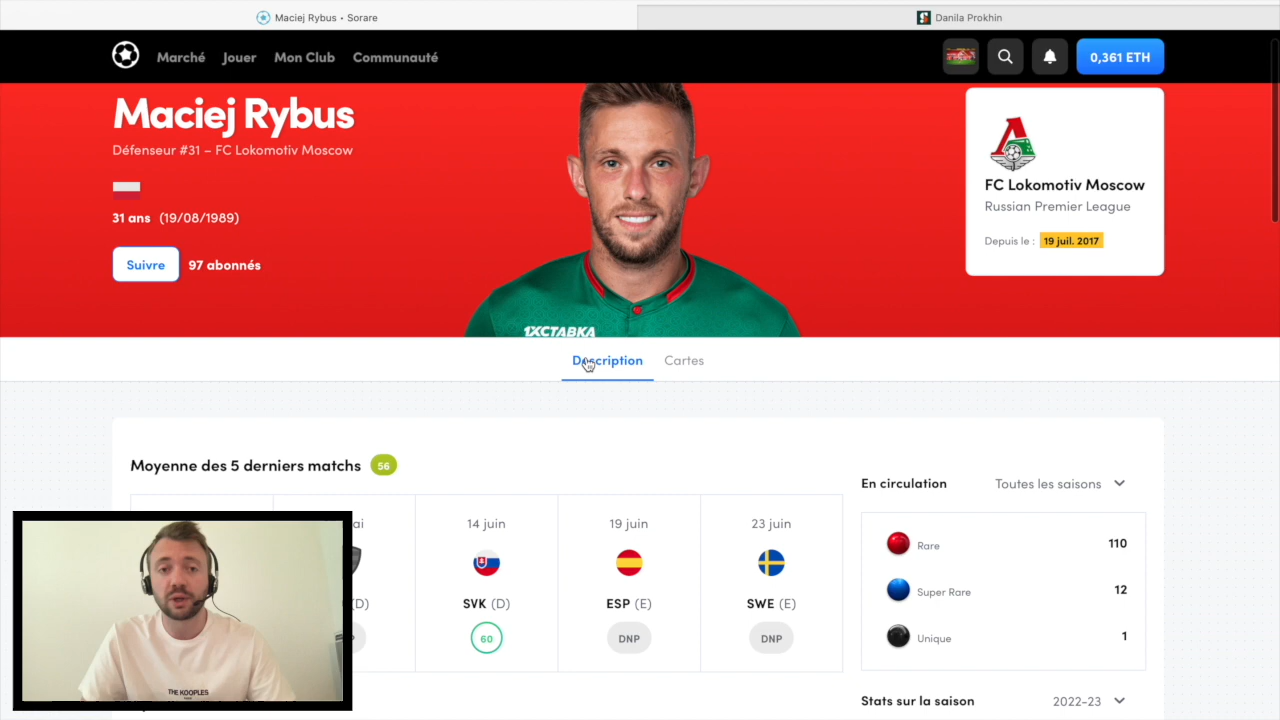 Maciej Rybus • Sorare
Danila Prokhin
Marché Jouer Mon Club Communauté
0,361 ETH
Maciej Rybus
Défenseur #31 – FC Lokomotiv Moscow
31 ans (19/08/1989)
Suivre 97 abonnés
FC Lokomotiv Moscow
Russian Premier League
Depuis le : 19 juil. 2017
1ХСТАВКА
Description Cartes
Moyenne des 5 derniers matchs 56
En circulation Toutes les saisons
14 juin 19 juin 23 juin
Rare 110
Super Rare 12
Unique 1
(D) SVK (D) ESP (E) SWE (E)
60 DNP DNP
Stats sur la saison 2022-23
THE KOOPLES